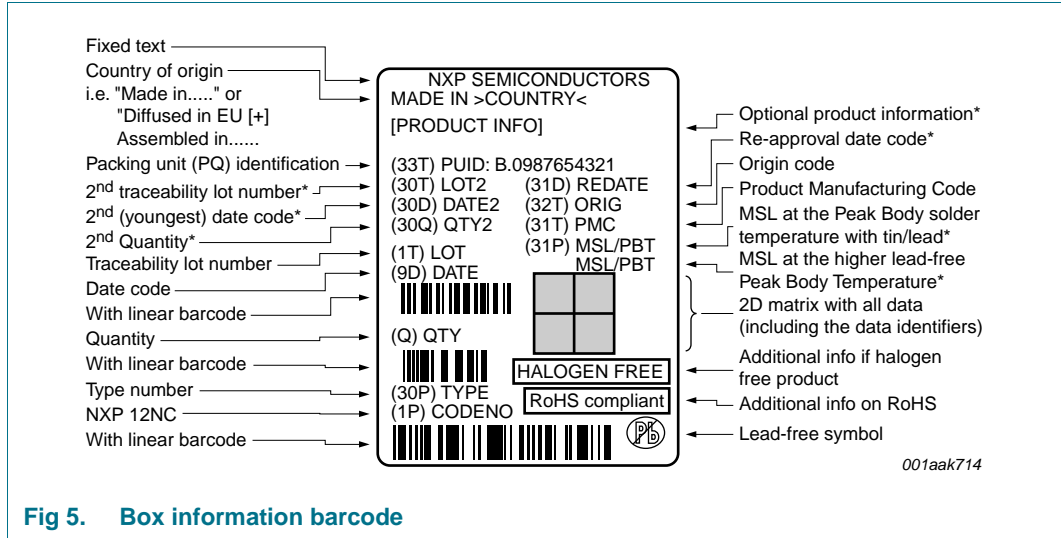 Fixed text
Country of origin
i.e. "Made in....." or
"Diffused in EU [+]
Assembled in......
Packing unit (PQ) identification
2nd traceability lot number*
2nd (youngest) date code*
2nd Quantity*
Traceability lot number
Date code
With linear barcode
Quantity
With linear barcode
Type number
NXP 12NC
With linear barcode
NXP SEMICONDUCTORS
MADE IN >COUNTRY<
[PRODUCT INFO]
(33T) PUID: B.0987654321
(30T) LOT2 (31D) REDATE
(30D) DATE2 (32T) ORIG
(30Q) QTY2 (31T) PMC
(31P) MSL/PBT
(1T) LOT
MSL/PBT
(9D) DATE
(Q) QTY
HALOGEN FREE
(30P) TYPE
RoHS compliant
(1P) CODENO
Pb
Optional product information*
Re-approval date code*
Origin code
Product Manufacturing Code
MSL at the Peak Body solder
temperature with tin/lead*
MSL at the higher lead-free
Peak Body Temperature*
2D matrix with all data
(including the data identifiers)
Additional info if halogen
free product
Additional info on RoHS
Lead-free symbol
001aak714
Fig 5. Box information barcode